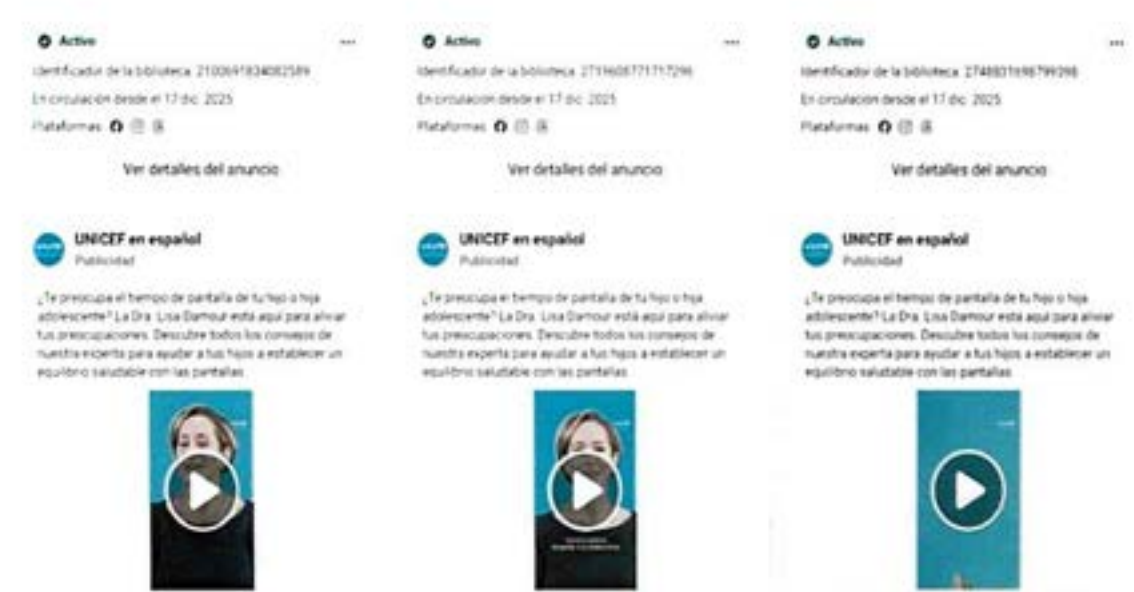 Activo
Identificador de la biblioteca: 2100691834082589
En circulación desde el 17 dic. 2025
Plataformas
Ver detalles del anuncio
UNICEF en español
Publicidad
¿Te preocupa el tiempo de pantalla de tu hijo o hija
adolescente? La Dra. Lisa Damour está aquí para aliviar
tus preocupaciones. Descubre todos los consejos de
nuestra experta para ayudar a tus hijos a establecer un
equilibrio saludable con las pantallas.
Activo
Identificador de la biblioteca: 2719608771717296
En circulación desde el 17 dic. 2025
Plataformas
Ver detalles del anuncio
UNICEF en español
Publicidad
¿Te preocupa el tiempo de pantalla de tu hijo o hija
adolescente? La Dra. Lisa Damour está aquí para aliviar
tus preocupaciones. Descubre todos los consejos de
nuestra experta para ayudar a tus hijos a establecer un
equilibrio saludable con las pantallas.
Activo
Identificador de la biblioteca:
En circulación desde el 17 dic. 2025
Plataformas
Ver detalles del anuncio
UNICEF en español
Publicidad
¿Te preocupa el tiempo de pantalla de tu hijo o hija
adolescente? La Dra. Lisa Damour está aquí para aliviar
tus preocupaciones. Descubre todos los consejos de
nuestra experta para ayudar a tus hijos a establecer un
equilibrio saludable con las pantallas.